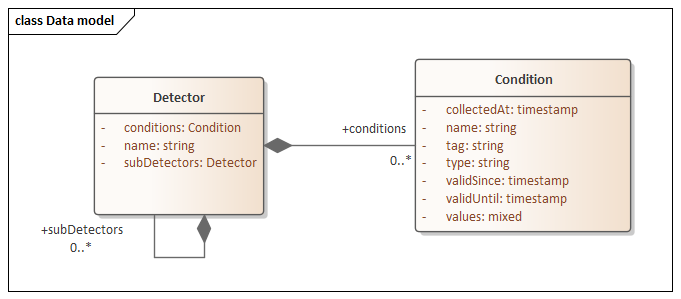 class Data model
Detector
- conditions: Condition
- name: string
- subDetectors: Detector
+conditions
0..*
Condition
- collectedAt: timestamp
- name: string
- tag: string
- type: string
- validSince: timestamp
- validUntil: timestamp
- values: mixed
+subDetectors
0..*